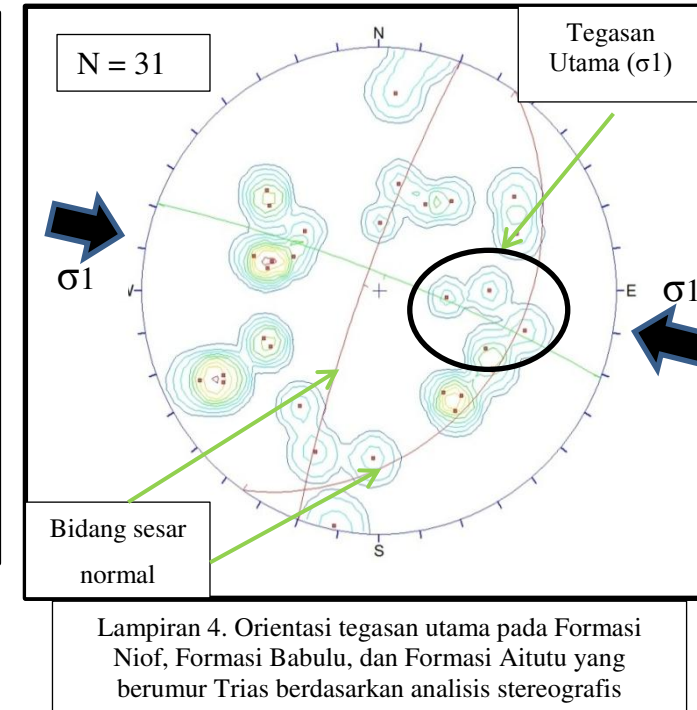 N = 31
N
Tegasan
Utama (σ1)
σ1
E
σ1
S
Bidang sesar
normal
Lampiran 4. Orientasi tegasan utama pada Formasi
Niof, Formasi Babulu, dan Formasi Aitutu yang
berumur Trias berdasarkan analisis stereografis